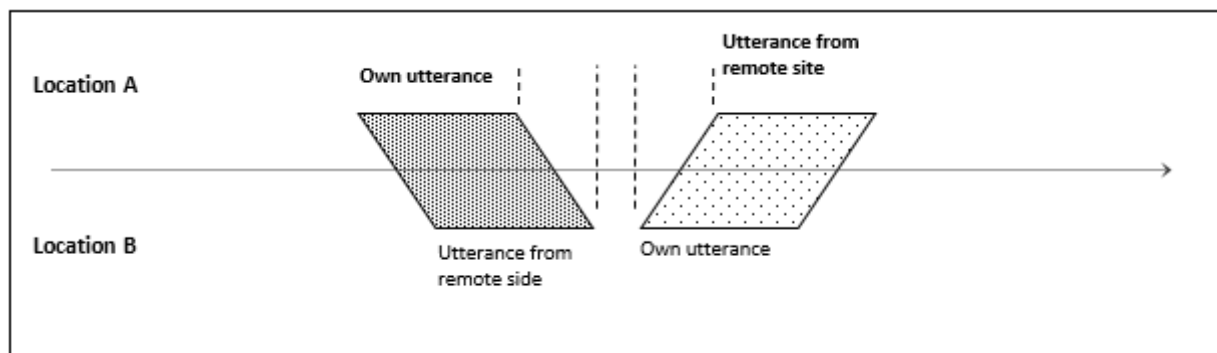 Utterance from
remote site
Own utterance
Location A
Location B
Utterance from
remote side
Own utterance